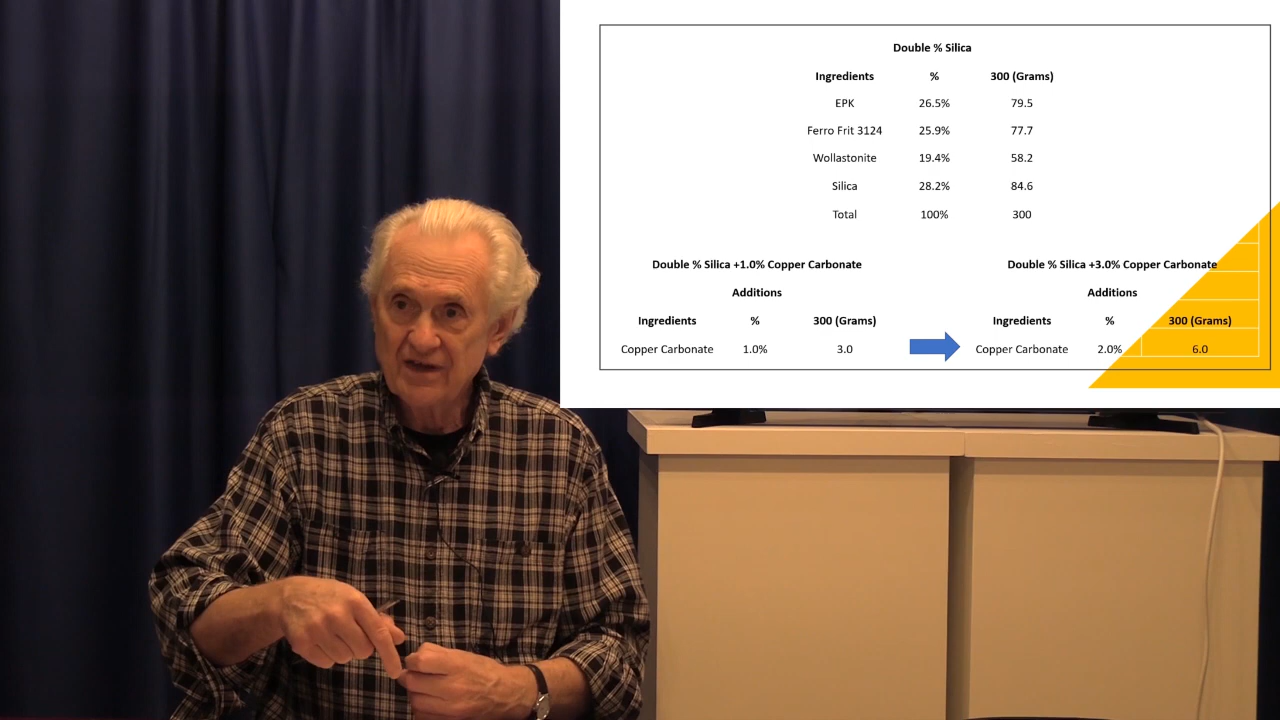 Double % Silica
Ingredients % 300 (Grams)
EPK 26.5% 79.5
Ferro Frit 3124 25.9% 77.7
Wollastonite 19.4% 58.2
Silica 28.2% 84.6
Total 100% 300
Double % Silica +1.0% Copper Carbonate
Additions
Ingredients % 300 (Grams)
Copper Carbonate 1.0% 3.0
Double % Silica +3.0% Copper Carbonate
Additions
Ingredients % 300 (Grams)
Copper Carbonate 2.0% 6.0